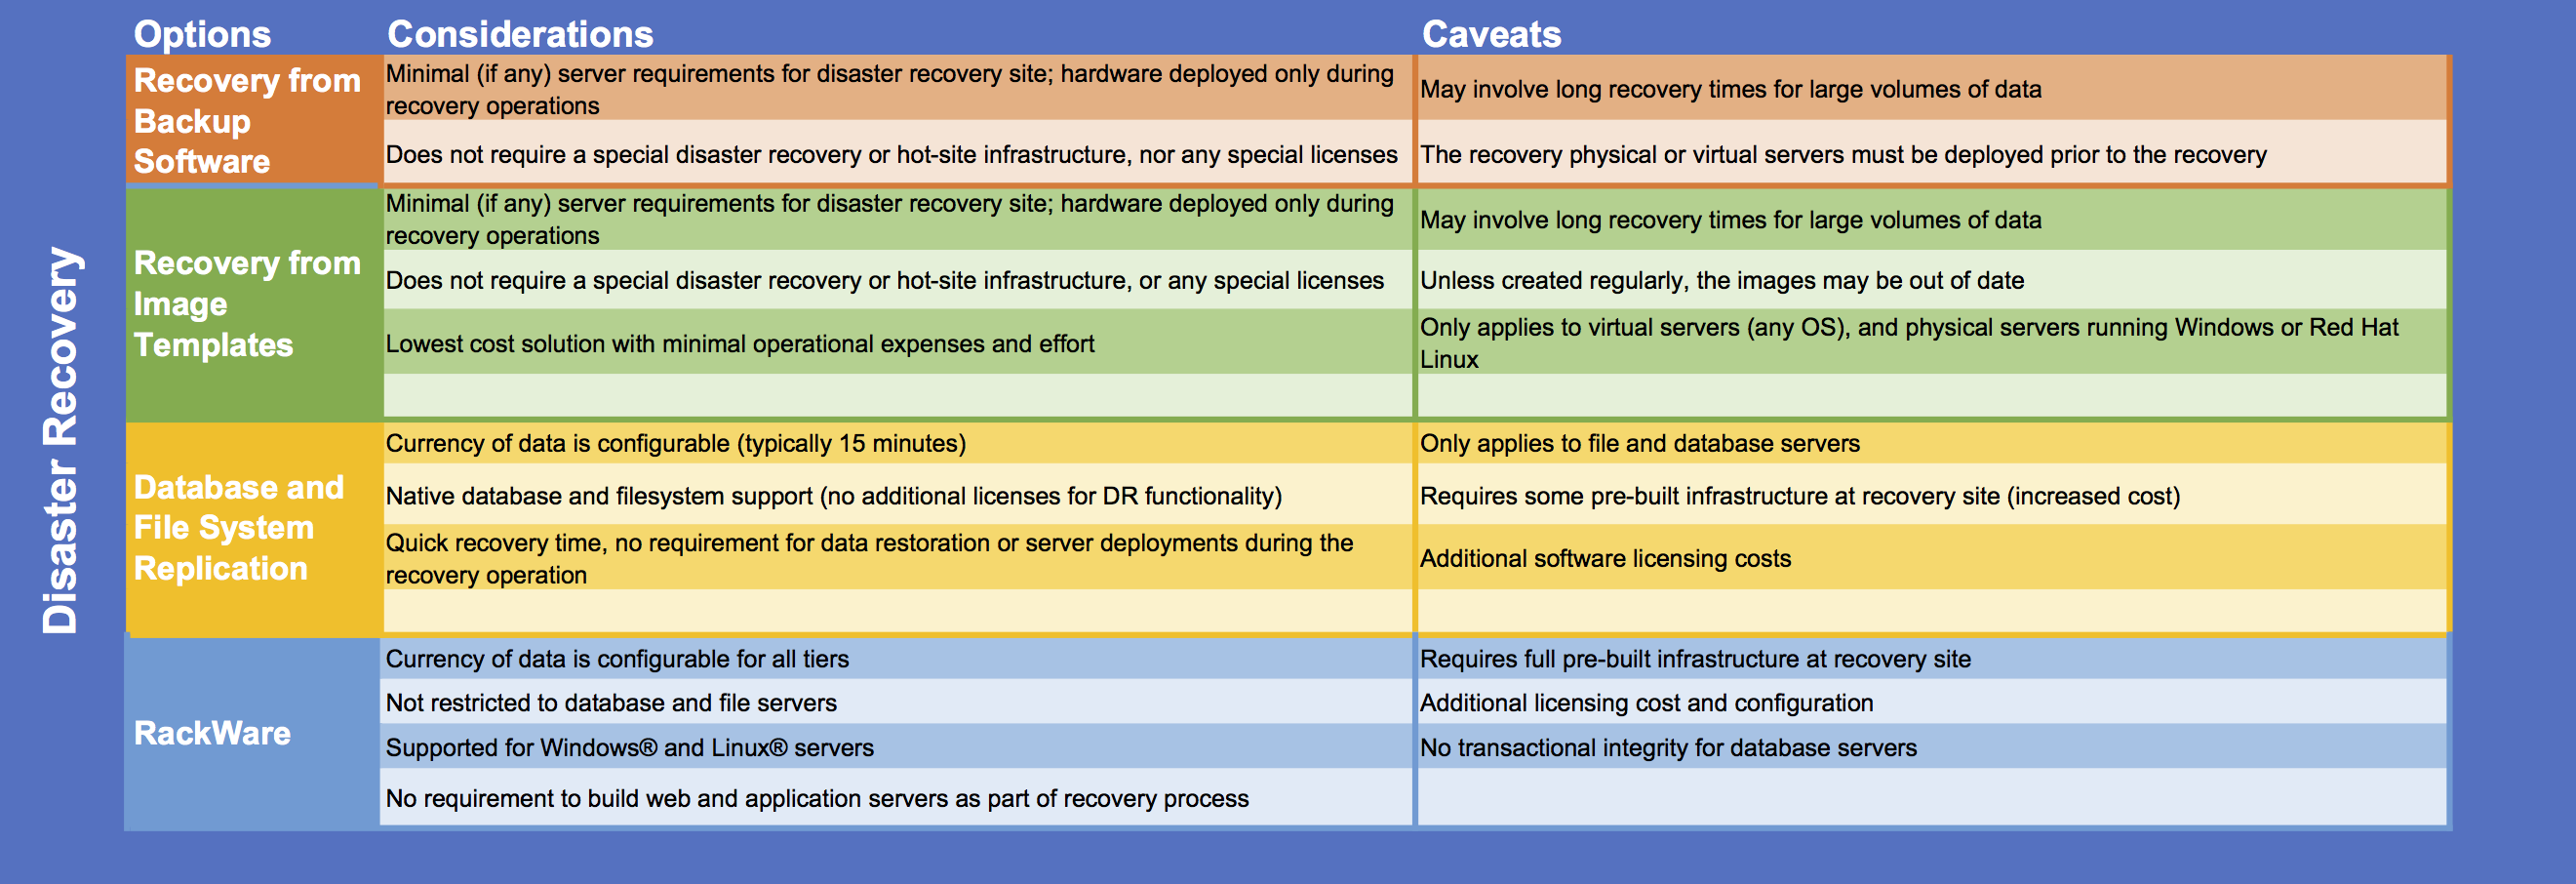 Disaster Recovery
Options
Considerations
Caveats
Recovery from
Backup
Software
Minimal (if any) server requirements for disaster recovery site; hardware deployed only during
recovery operations
May involve long recovery times for large volumes of data
Does not require a special disaster recovery or hot-site infrastructure, nor any special licenses
The recovery physical or virtual servers must be deployed prior to the recovery
Recovery from
Image
Templates
Minimal (if any) server requirements for disaster recovery site; hardware deployed only during
recovery operations
May involve long recovery times for large volumes of data
Does not require a special disaster recovery or hot-site infrastructure, or any special licenses
Unless created regularly, the images may be out of date
Lowest cost solution with minimal operational expenses and effort
Only applies to virtual servers (any OS), and physical servers running Windows or Red Hat
Linux
Database and
File System
Replication
Currency of data is configurable (typically 15 minutes)
Only applies to file and database servers
Native database and filesystem support (no additional licenses for DR functionality)
Requires some pre-built infrastructure at recovery site (increased cost)
Quick recovery time, no requirement for data restoration or server deployments during the
recovery operation
Additional software licensing costs
RackWare
Currency of data is configurable for all tiers
Requires full pre-built infrastructure at recovery site
Not restricted to database and file servers
Additional licensing cost and configuration
Supported for Windows® and Linux® servers
No transactional integrity for database servers
No requirement to build web and application servers as part of recovery process